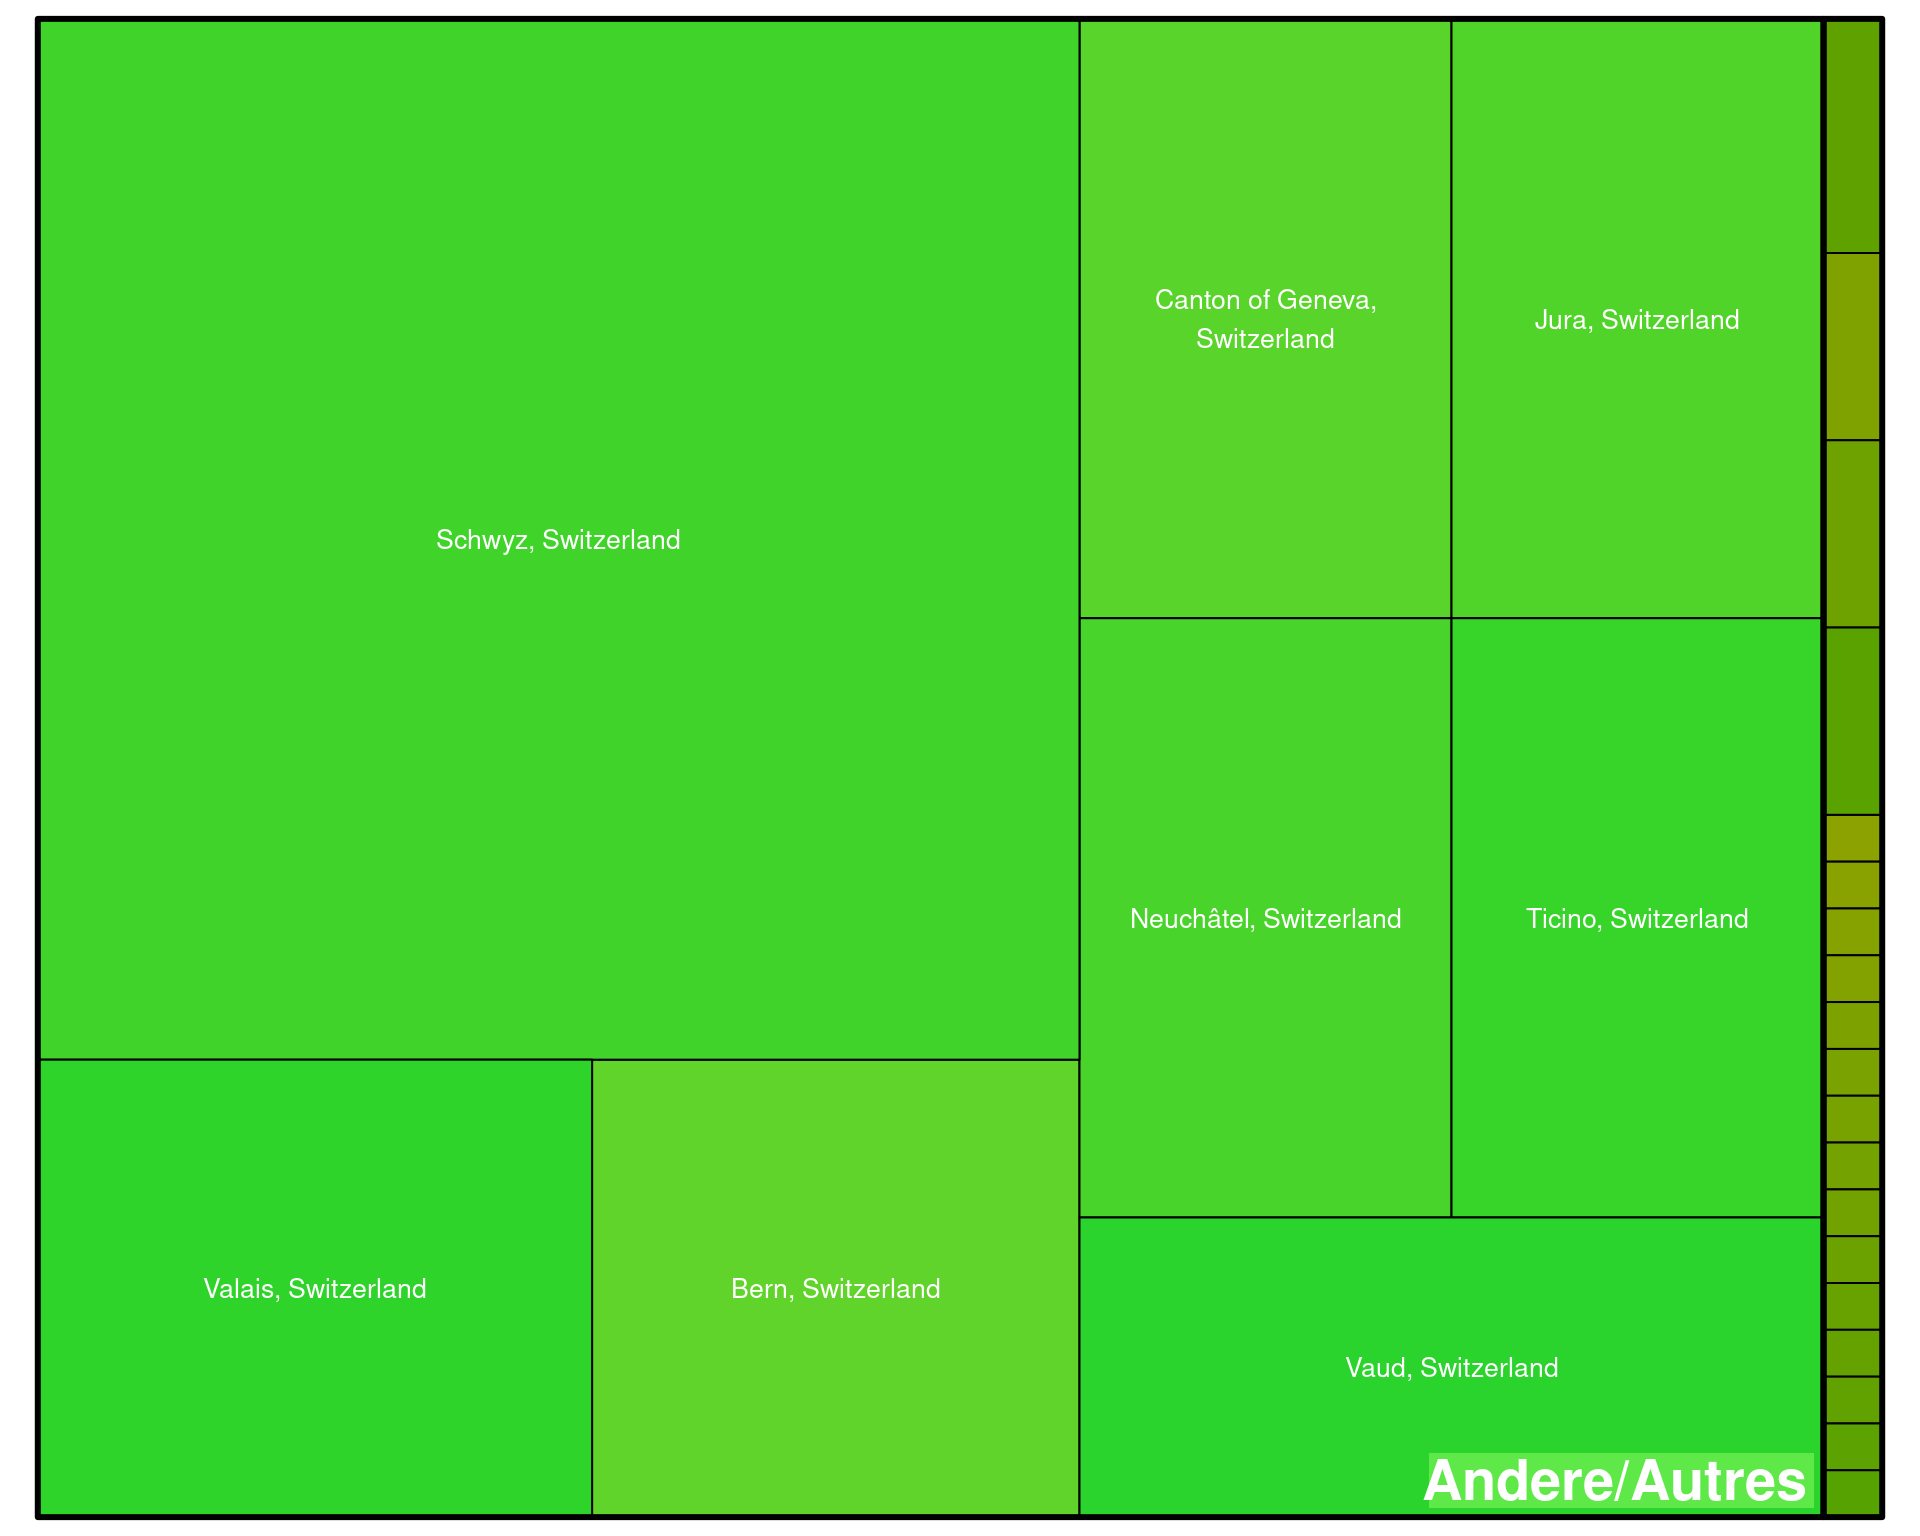 Canton of Geneva,
Switzerland
Jura, Switzerland
Schwyz, Switzerland
Neuchâtel, Switzerland
Ticino, Switzerland
Valais, Switzerland
Bern, Switzerland
Vaud, Switzerland
Andere/Autres